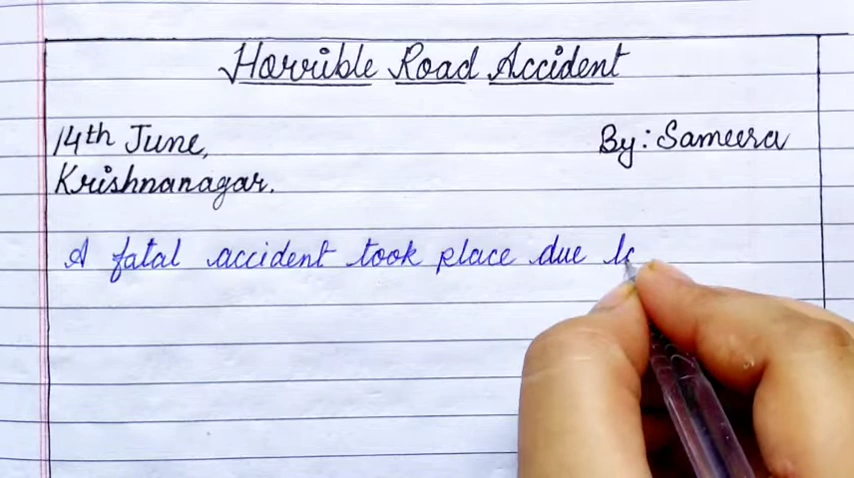 Horrible Road Accident
14th June, By: Sameera
Krishnanagar.
A fatal accident took place due